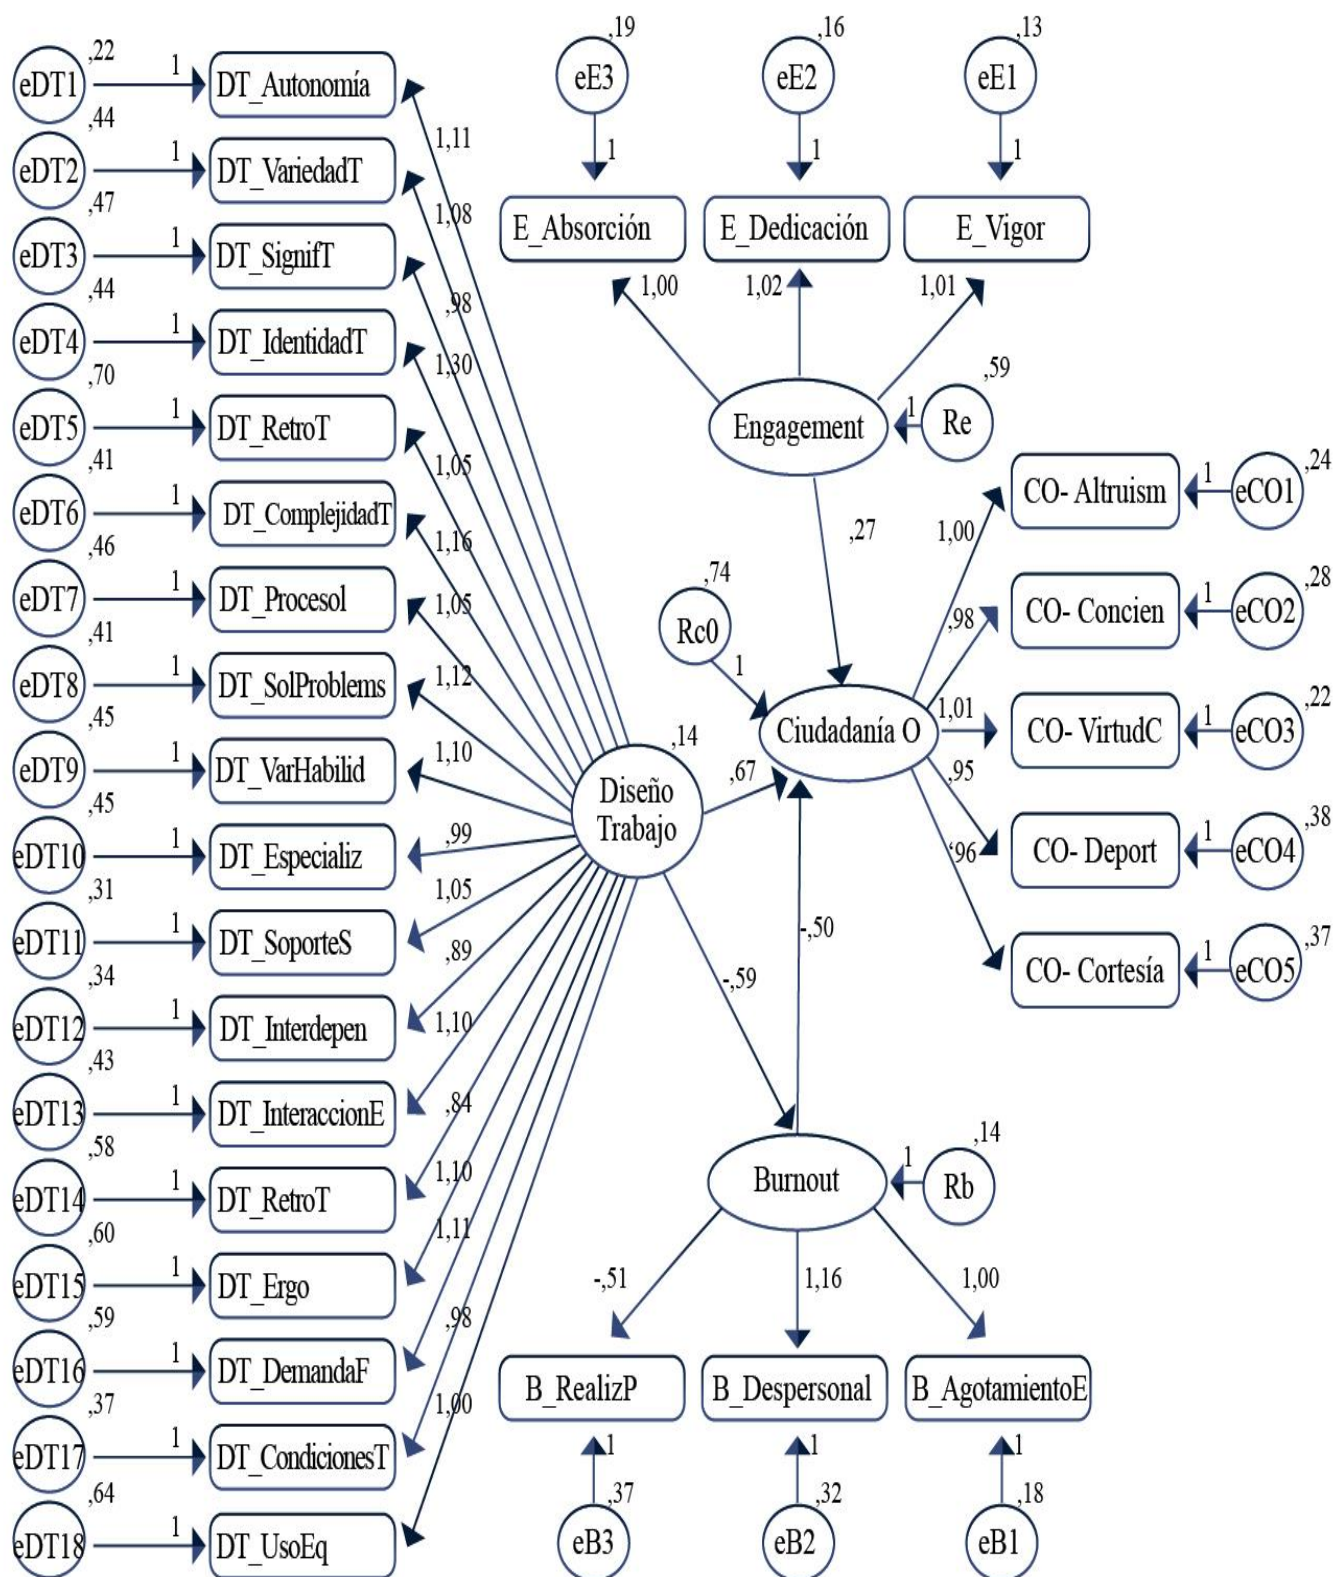 ,22
eDT1
1
DT_Autonomía
,44
eDT2
1
DT_VariedadT
,47
eDT3
1
DT_SignifT
,44
eDT4
1
DT_IdentidadT
,70
eDT5
1
DT_RetroT
,41
eDT6
1
DT_ComplejidadT
,46
eDT7
1
DT_Procesol
,41
eDT8
1
DT_SolProblems
,45
eDT9
1
DT_VarHabilid
,45
eDT10
1
DT_Especializ
,31
eDT11
1
DT_SoporteS
,34
eDT12
1
DT_Interdepen
,43
eDT13
1
DT_InteraccionE
,58
eDT14
1
DT_RetroT
,60
eDT15
1
DT_Ergo
,59
eDT16
1
DT_DemandaF
,37
eDT17
1
DT_CondicionesT
,64
eDT18
1
DT_UsoEq
1,11
1,08
,98
1,30
1,05
1,16
1,05
1,12
1,10
,99
1,05
,89
1,10
,84
1,10
1,11
,98
1,00
,14
Diseño
Trabajo
,19
eE3
1
E_Absorción
1,00
,16
eE2
1
E_Dedicación
1,02
,13
eE1
1
E_Vigor
1,01
Engagement
1
Re
,59
,27
,74
Rc0
1
Ciudadanía O
,67
-,50
-,59
1,00
CO- Altruism
1
eCO1
,24
,98
CO- Concien
1
eCO2
,28
1,01
CO- VirtudC
1
eCO3
,22
,95
CO- Deport
1
eCO4
,38
‘96
CO- Cortesía
1
eCO5
,37
Burnout
1
Rb
,14
-,51
1,16
1,00
B_RealizP
B_Despersonal
B_AgotamientoE
1
1
1
,37
,32
,18
eB3
eB2
eB1